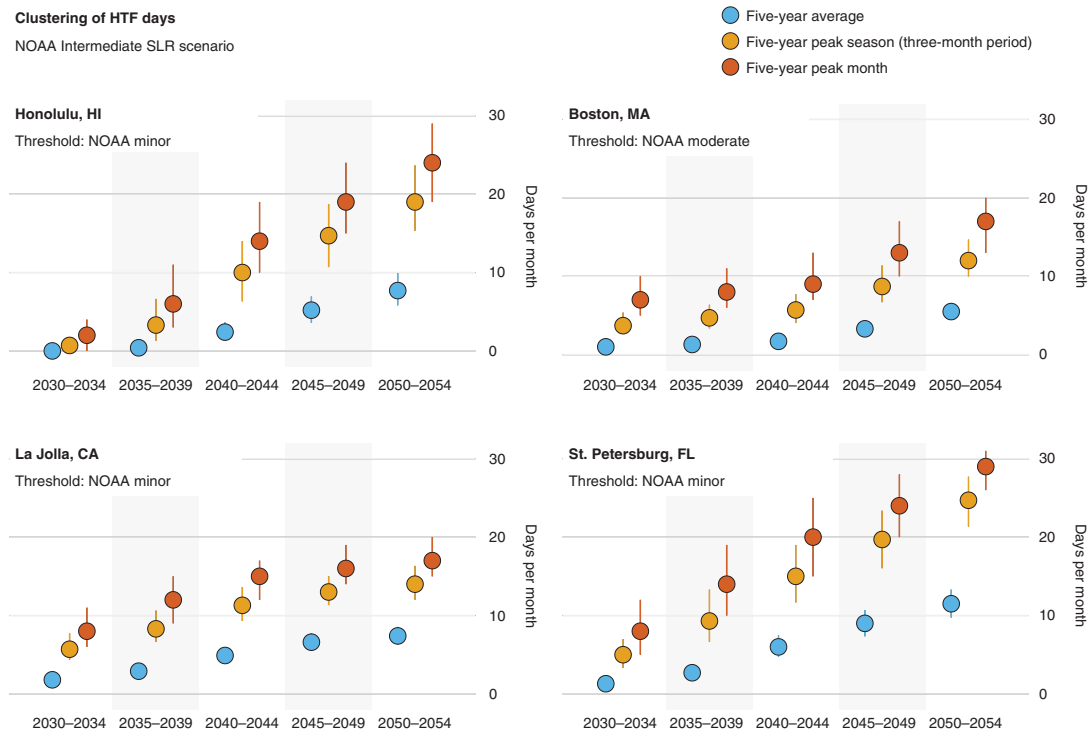 Clustering of HTF days
NOAA Intermediate SLR scenario
Five-year average
Five-year peak season (three-month period)
Five-year peak month
Honolulu, HI
Threshold: NOAA minor
30
20
10
0
Days per month
2030–2034 2035–2039 2040–2044 2045–2049 2050–2054
Boston, MA
Threshold: NOAA moderate
30
20
10
0
Days per month
2030–2034 2035–2039 2040–2044 2045–2049 2050–2054
La Jolla, CA
Threshold: NOAA minor
30
20
10
0
Days per month
2030–2034 2035–2039 2040–2044 2045–2049 2050–2054
St. Petersburg, FL
Threshold: NOAA minor
30
20
10
0
Days per month
2030–2034 2035–2039 2040–2044 2045–2049 2050–2054